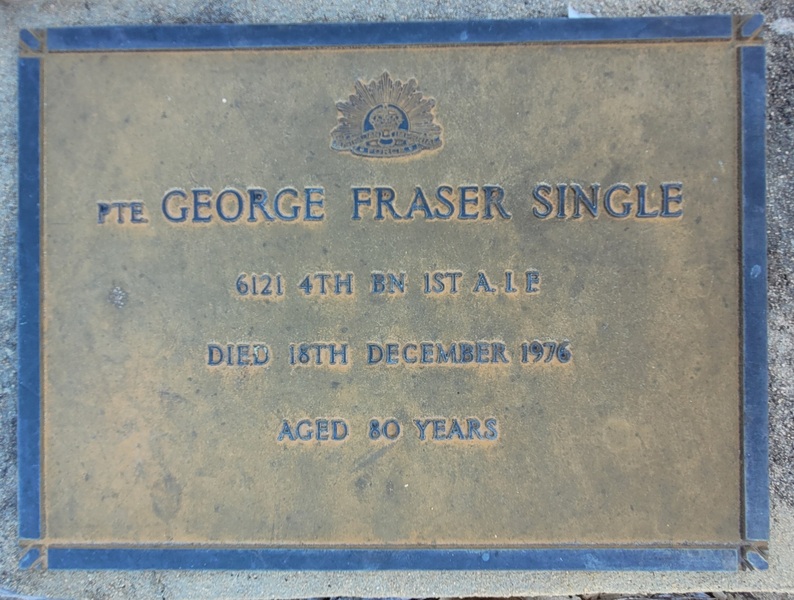 PTE GEORGE FRASER SINGLE
6121 4TH BN 1ST A.I.F.
DIED 18TH DECEMBER 1976
AGED 80 YEARS